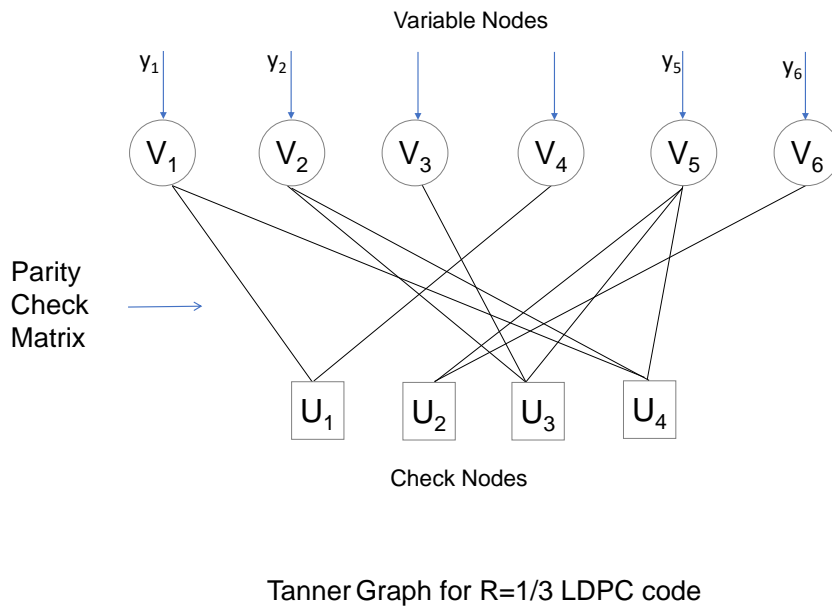 Variable Nodes
y₁ y₂ y₅ y₆
V₁ V₂ V₃ V₄ V₅ V₆
Parity
Check
Matrix
U₁ U₂ U₃ U₄
Check Nodes
Tanner Graph for R=1/3 LDPC code